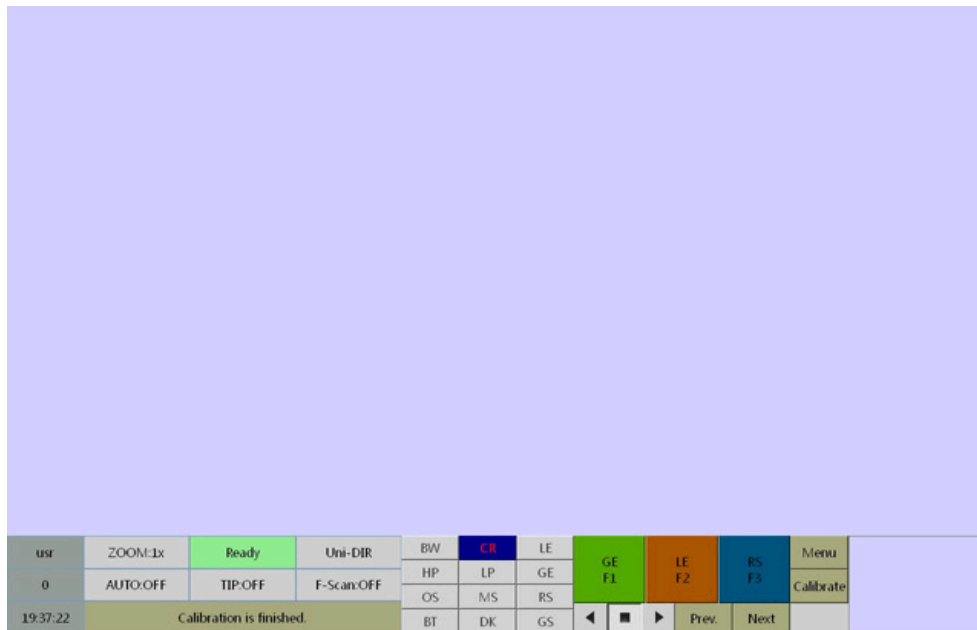 usr ZOOM:1x Ready Uni-DIR BW CR LE GE F1 LE F2 RS F3 Menu
0 AUTO:OFF TIP:OFF F-Scan:OFF HP LP GE Calibrate
OS MS RS
19:37:22 Calibration is finished. BT DK GS Prev. Next